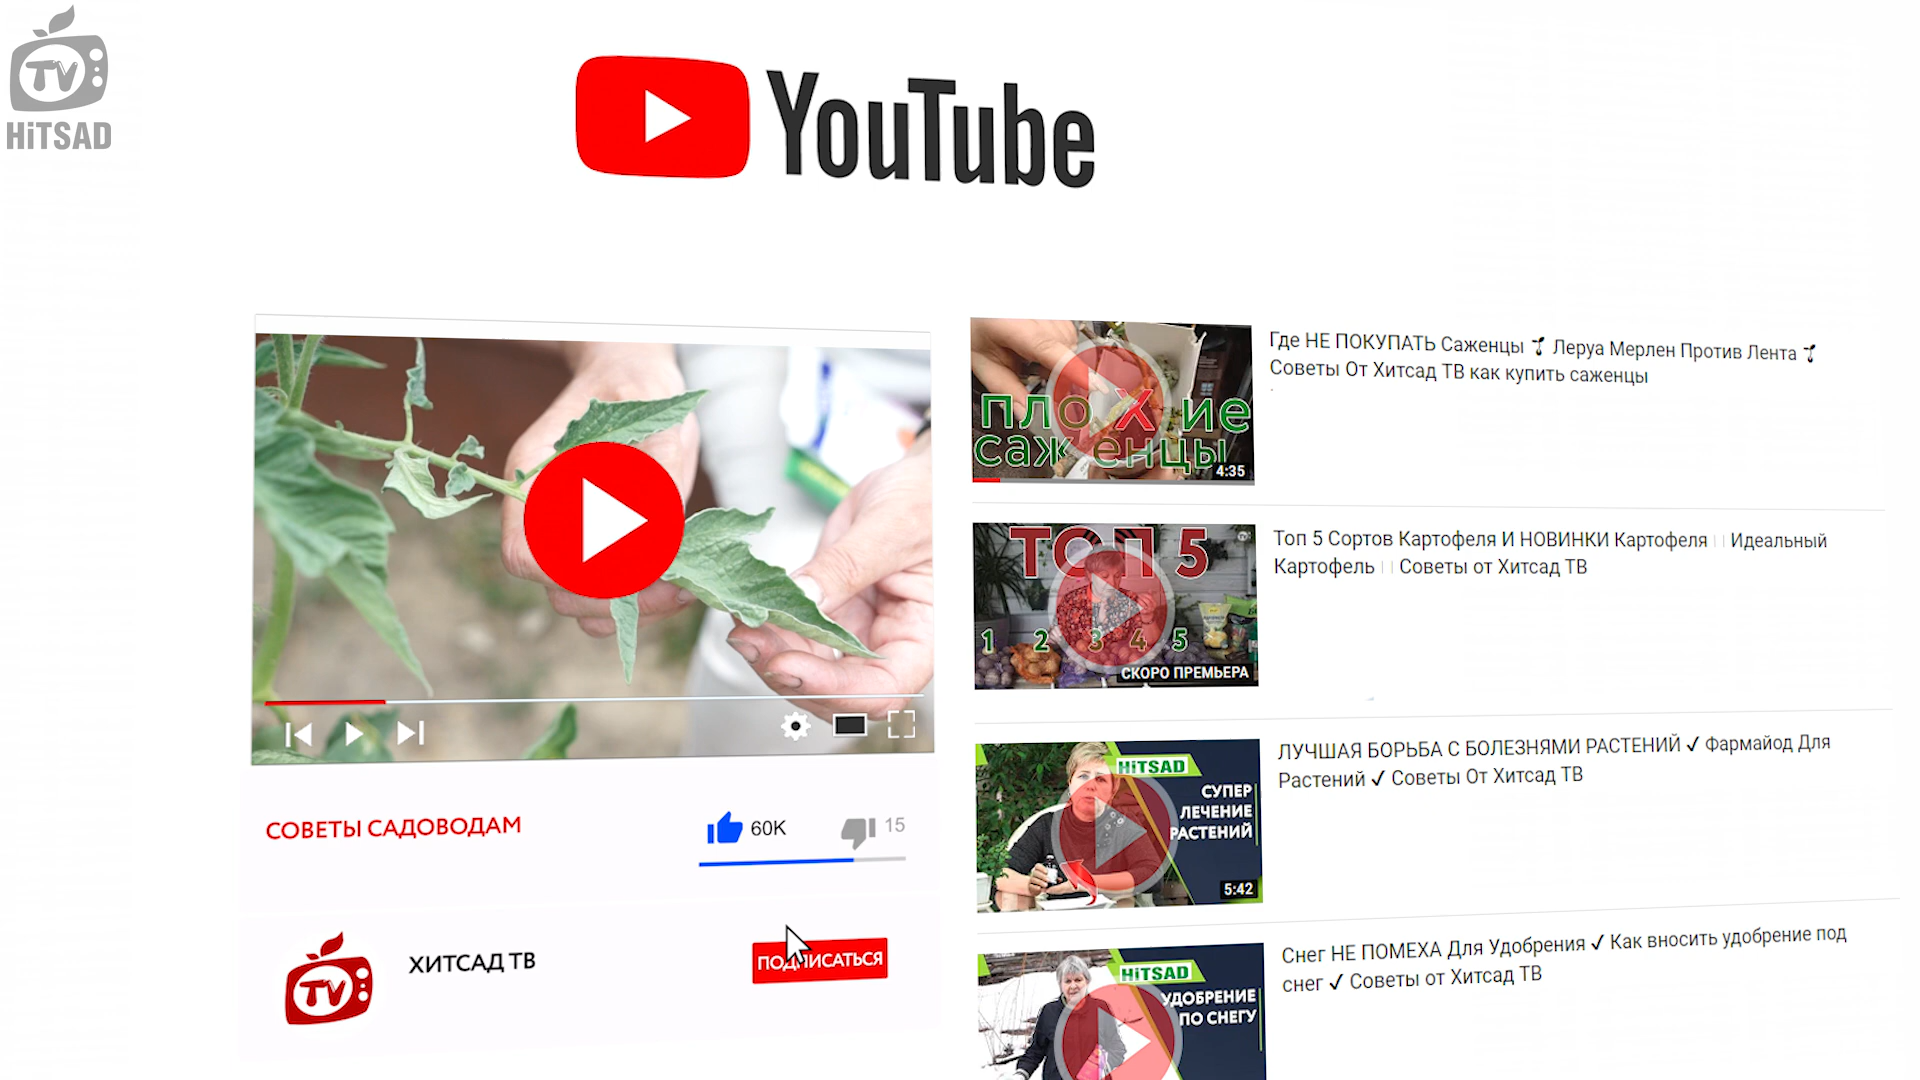 TV
HiTSAD
YouTube
СОВЕТЫ САДОВОДАМ
60K
15
TV
ХИТСАД ТВ
ПОДПИСАТЬСЯ
ПЛОХИЕ
саженцы
4:35
Где НЕ ПОКУПАТЬ Саженцы Леруа Мерлен Против Лента
Советы От Хитсад ТВ как купить саженцы
ТОП 5
1 2 3 4 5
СКОРО ПРЕМЬЕРА
Топ 5 Сортов Картофеля И НОВИНКИ Картофеля Идеальный
Картофель Советы от Хитсад ТВ
HiTSAD
СУПЕР
ЛЕЧЕНИЕ
РАСТЕНИЙ
5:42
ЛУЧШАЯ БОРЬБА С БОЛЕЗНЯМИ РАСТЕНИЙ ✓ Фармайод Для
Растений ✓ Советы От Хитсад ТВ
HiTSAD
УДОБРЕНИЕ
ПО СНЕГУ
Снег НЕ ПОМЕХА Для Удобрения ✓ Как вносить удобрение под
снег ✓ Советы от Хитсад ТВ